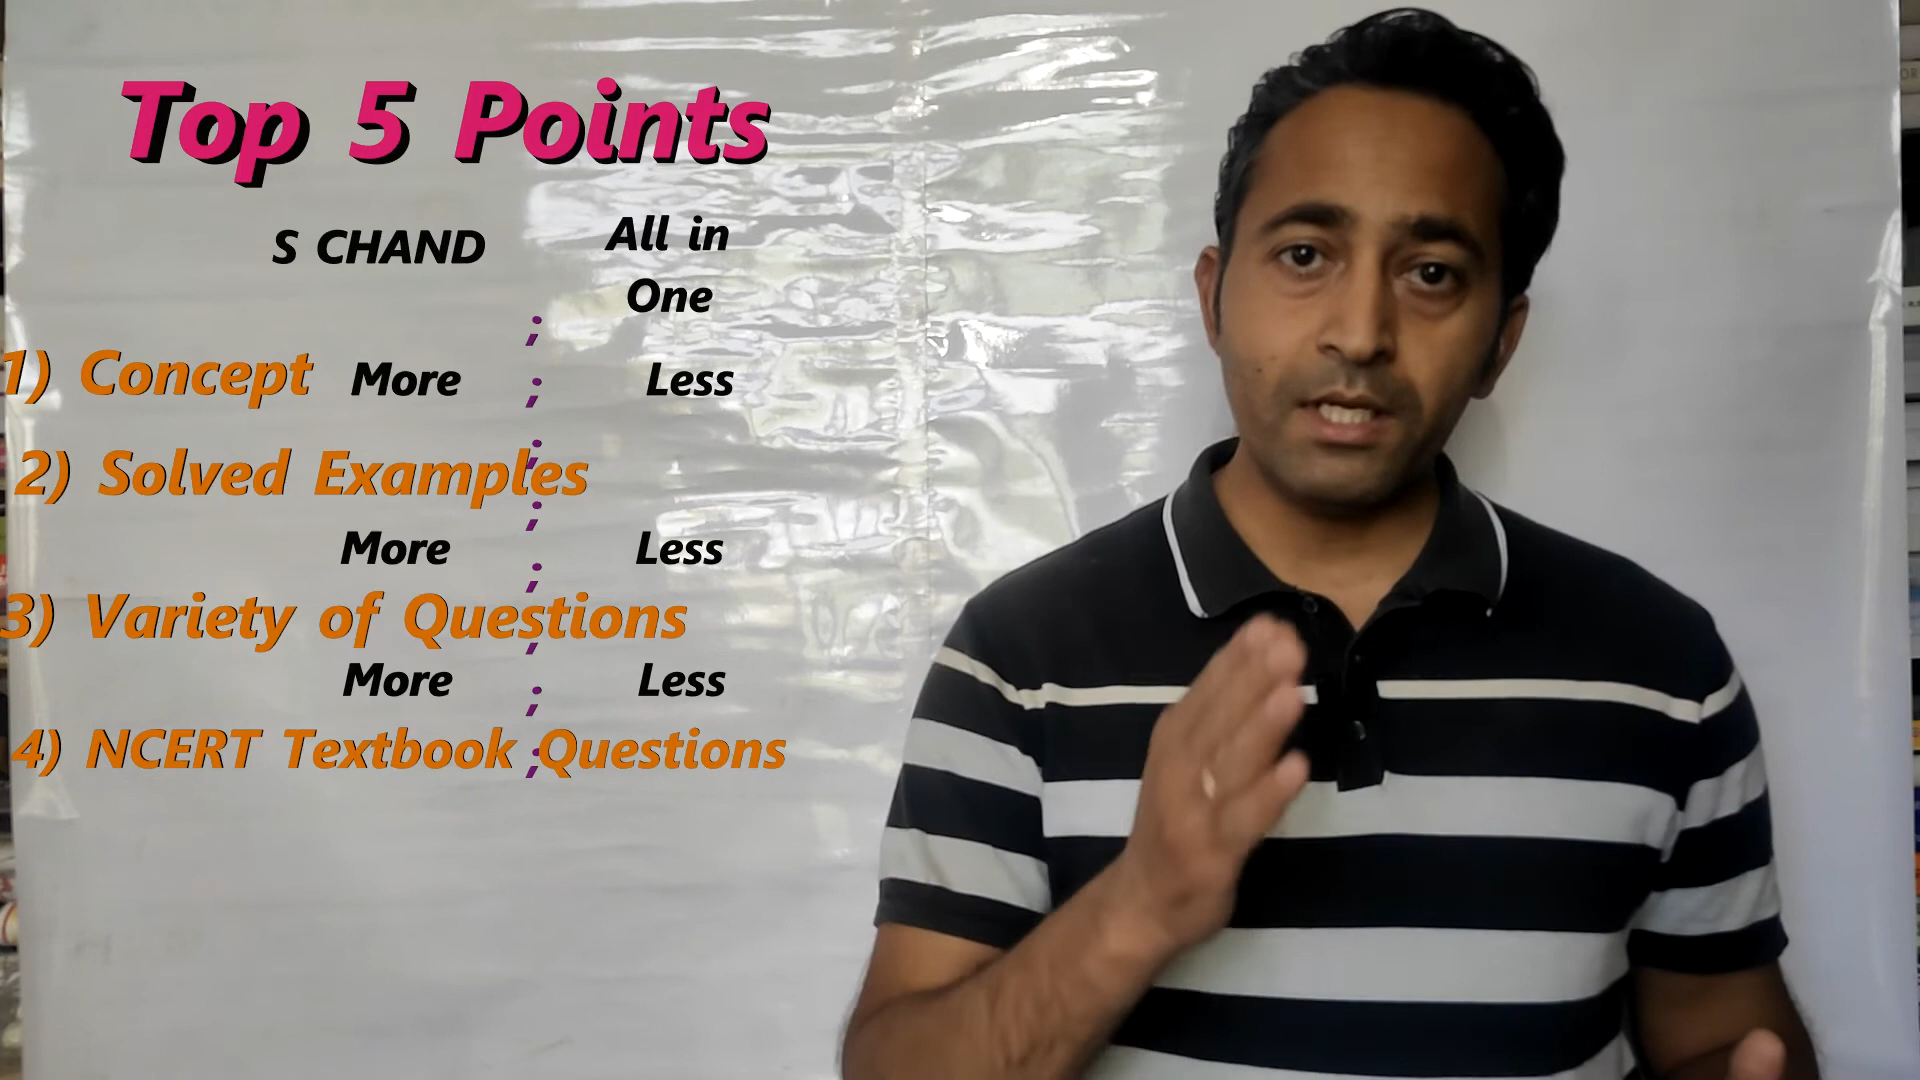 Top 5 Points
S CHAND All in One
1) Concept More ; Less
2) Solved Examples
More ; Less
3) Variety of Questions
More ; Less
4) NCERT Textbook ; Questions